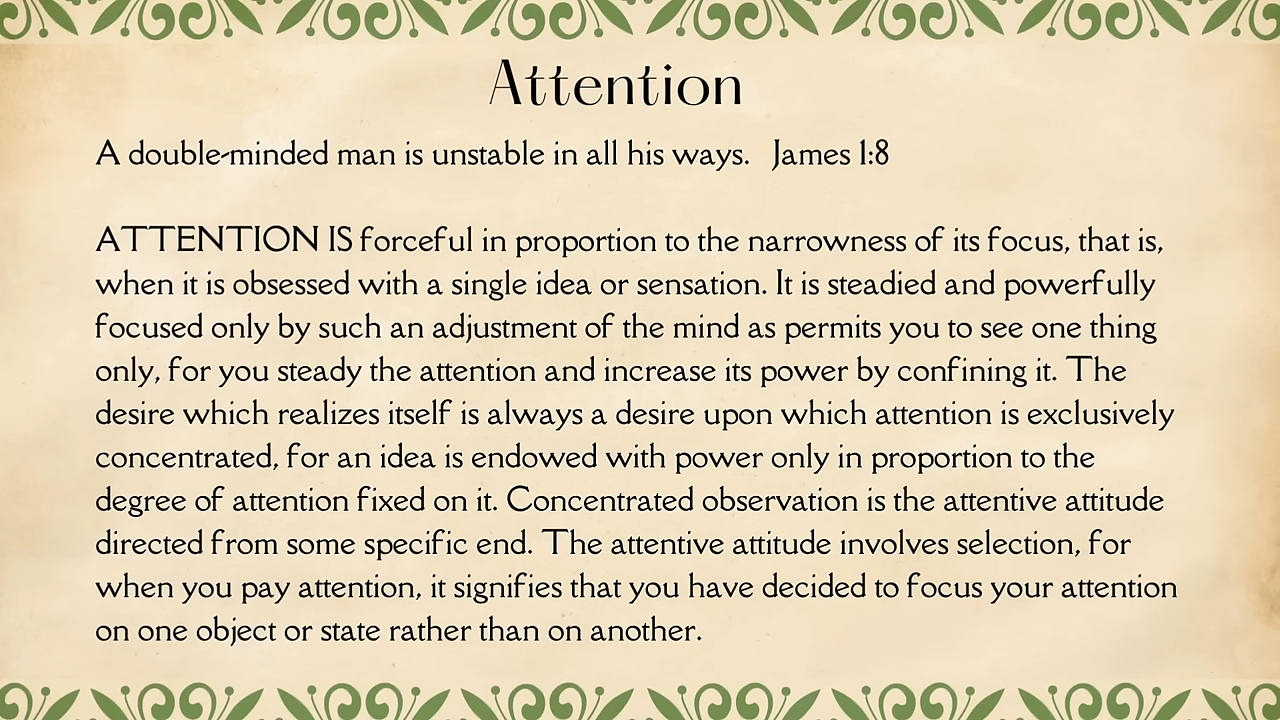 Attention
A double-minded man is unstable in all his ways. James 1:8
ATTENTION IS forceful in proportion to the narrowness of its focus, that is,
when it is obsessed with a single idea or sensation. It is steadied and powerfully
focused only by such an adjustment of the mind as permits you to see one thing
only, for you steady the attention and increase its power by confining it. The
desire which realizes itself is always a desire upon which attention is exclusively
concentrated, for an idea is endowed with power only in proportion to the
degree of attention fixed on it. Concentrated observation is the attentive attitude
directed from some specific end. The attentive attitude involves selection, for
when you pay attention, it signifies that you have decided to focus your attention
on one object or state rather than on another.